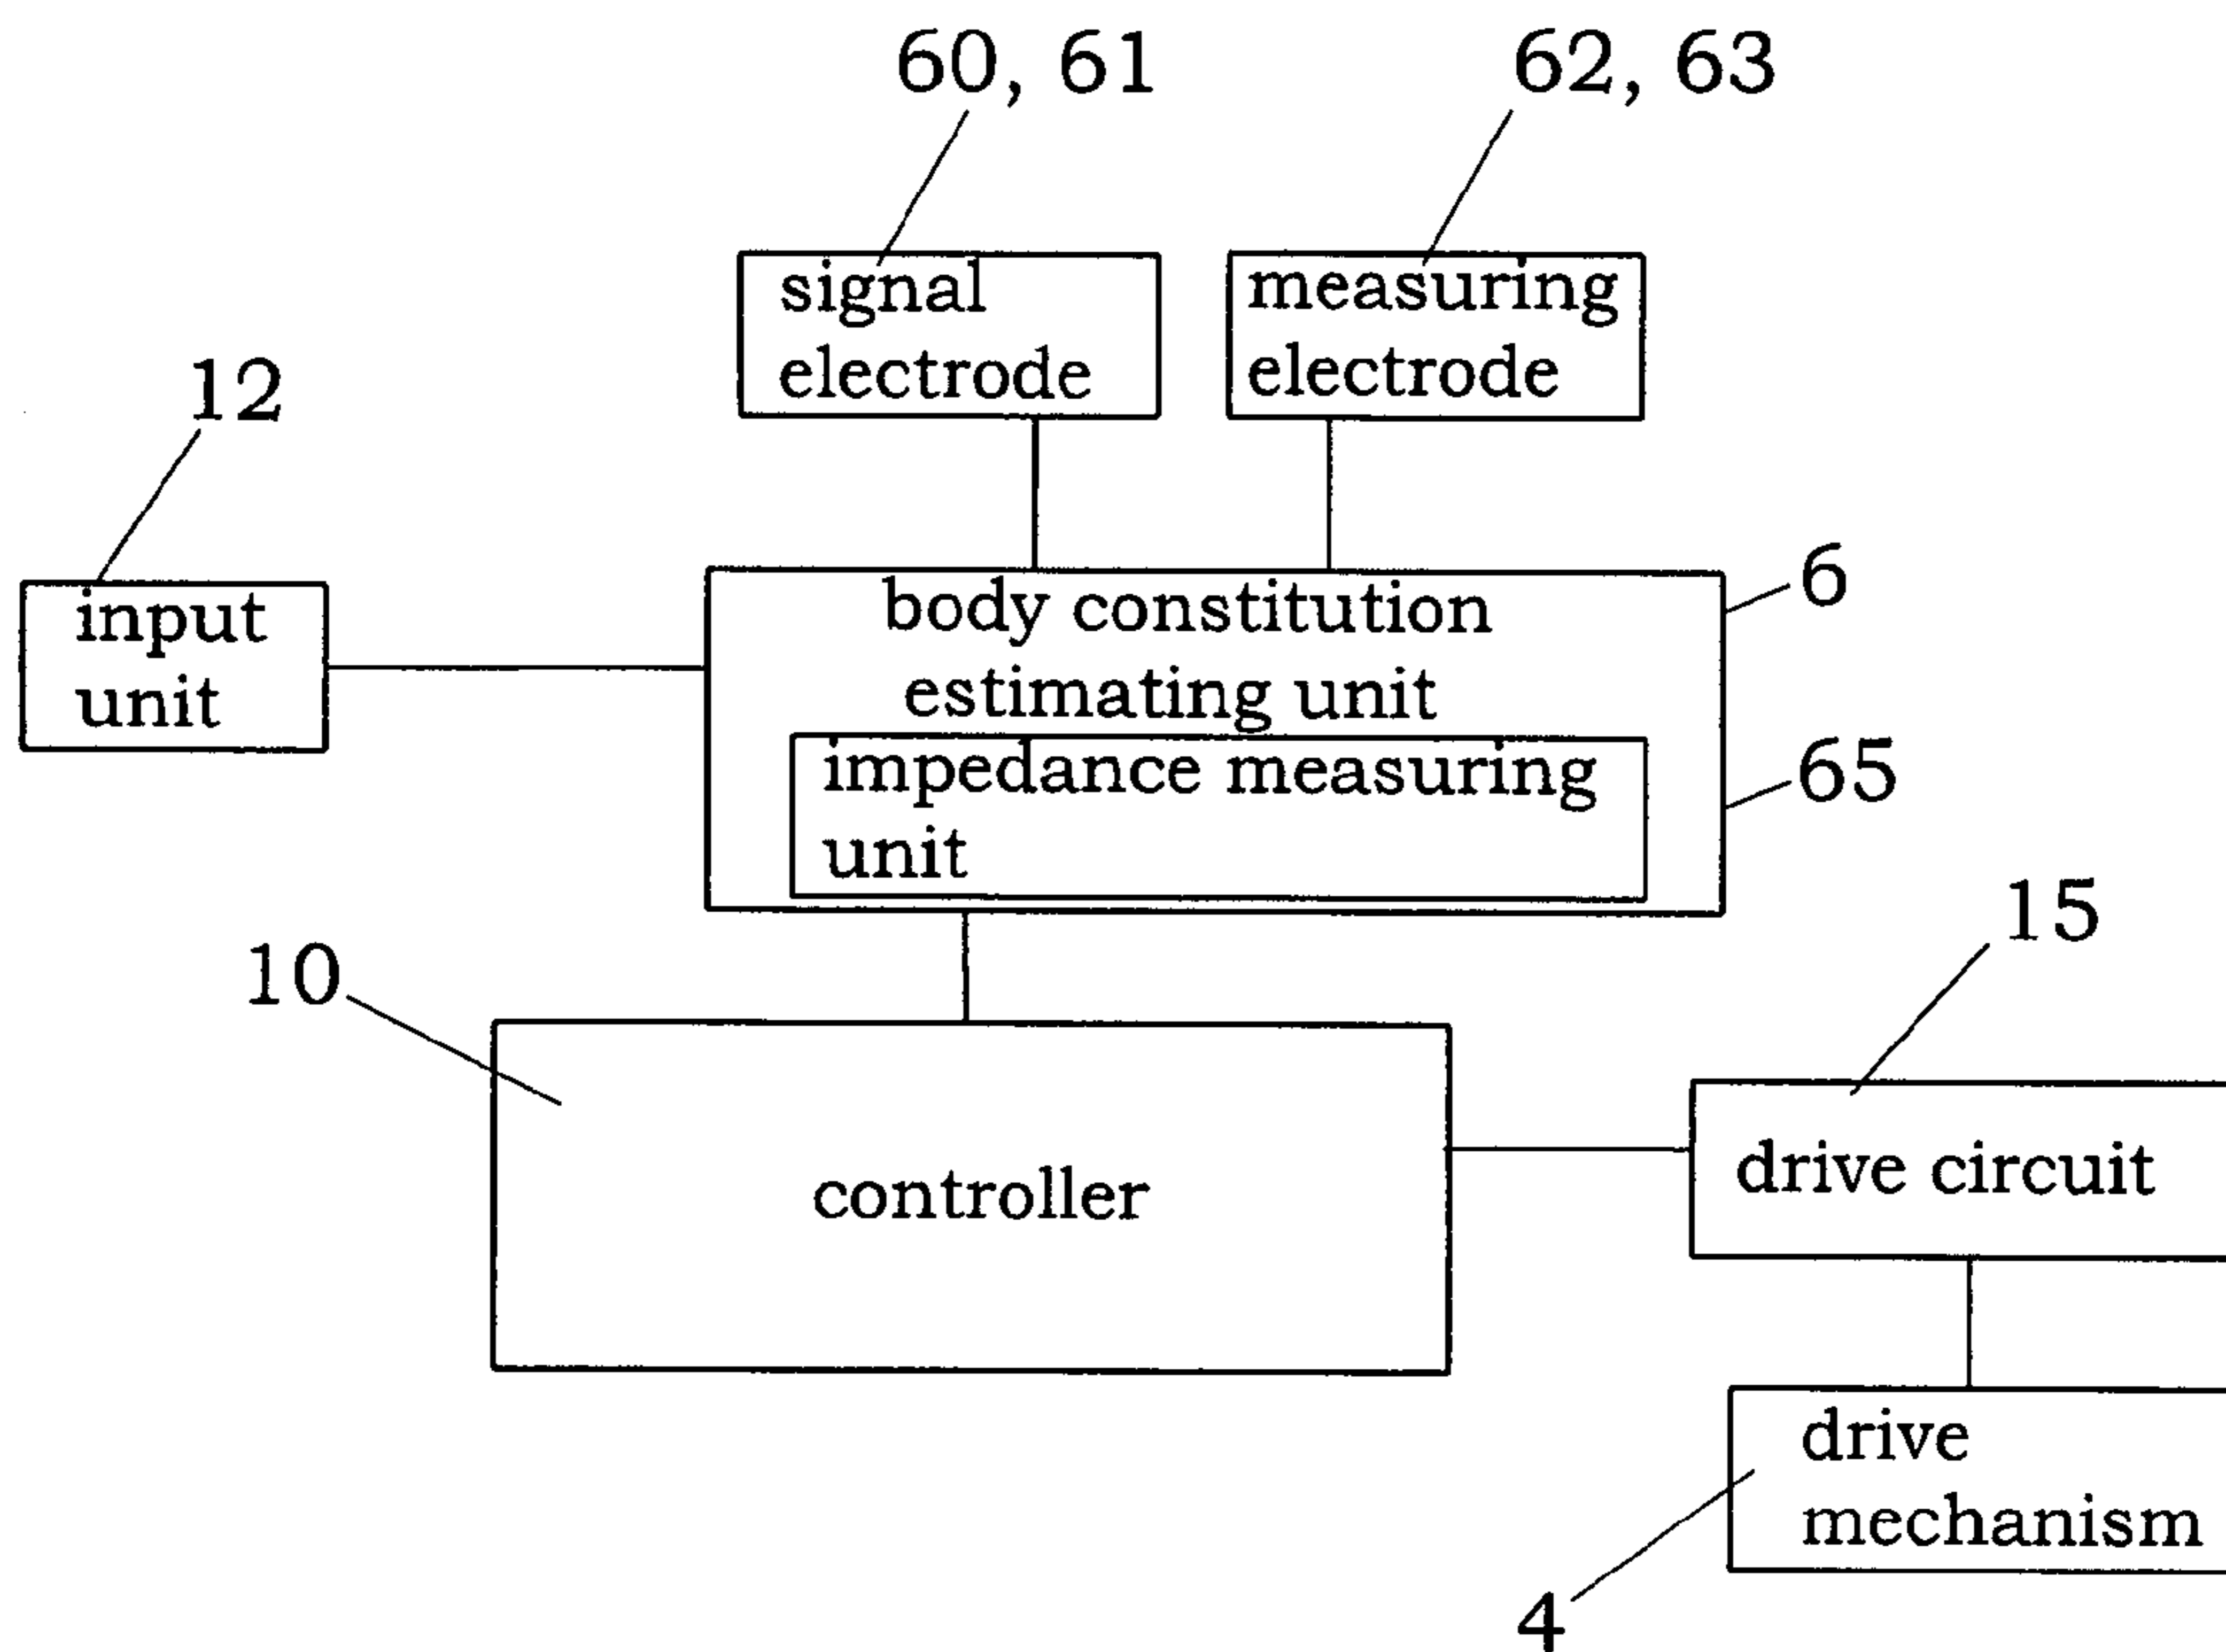 60, 61
62, 63
signal
electrode
measuring
electrode
12
input
unit
body constitution
estimating unit
6
impedance measuring
unit
65
10
controller
15
drive circuit
drive
mechanism
4